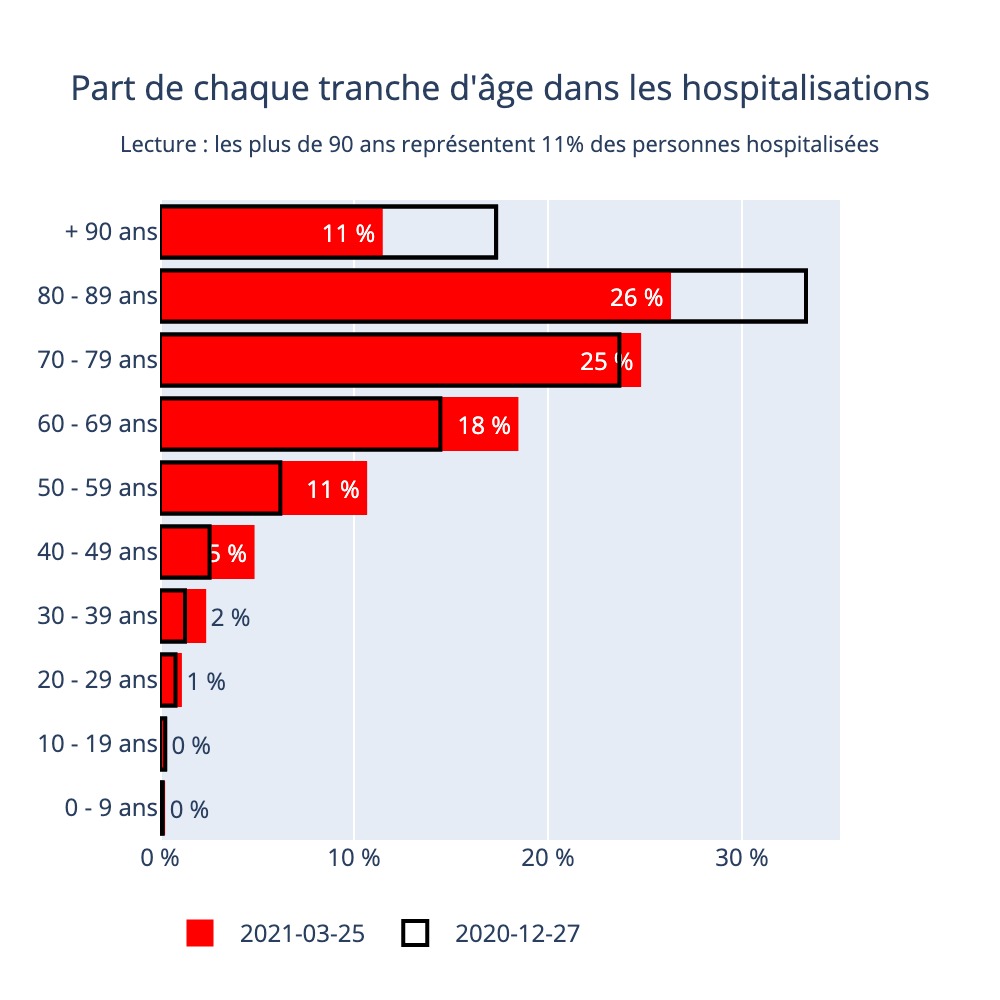 Part de chaque tranche d'âge dans les hospitalisations
Lecture : les plus de 90 ans représentent 11% des personnes hospitalisées
+ 90 ans 11 %
80 - 89 ans 26 %
70 - 79 ans 25 %
60 - 69 ans 18 %
50 - 59 ans 11 %
40 - 49 ans 5 %
30 - 39 ans 2 %
20 - 29 ans 1 %
10 - 19 ans 0 %
0 - 9 ans 0 %
0 % 10 % 20 % 30 %
2021-03-25 2020-12-27